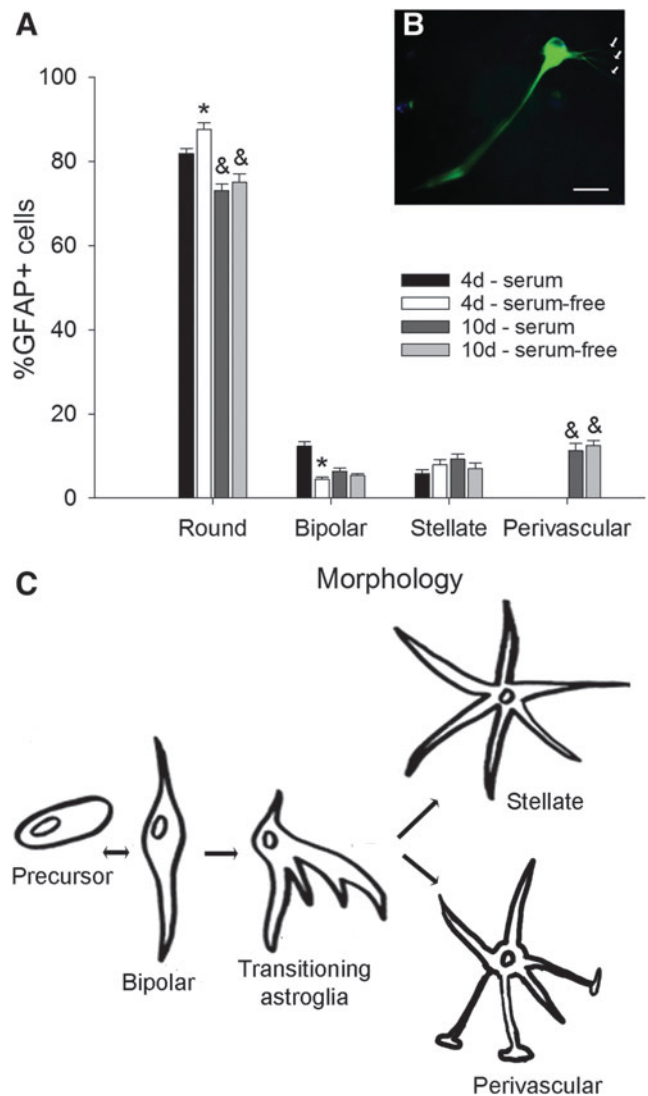 A
B
%GFAP+ cells
100
80
60
40
20
0
*
&
&
*
&
&
4d - serum
4d - serum-free
10d - serum
10d - serum-free
Round
Bipolar
Stellate
Perivascular
Morphology
C
Precursor
Bipolar
Transitioning
astroglia
Stellate
Perivascular